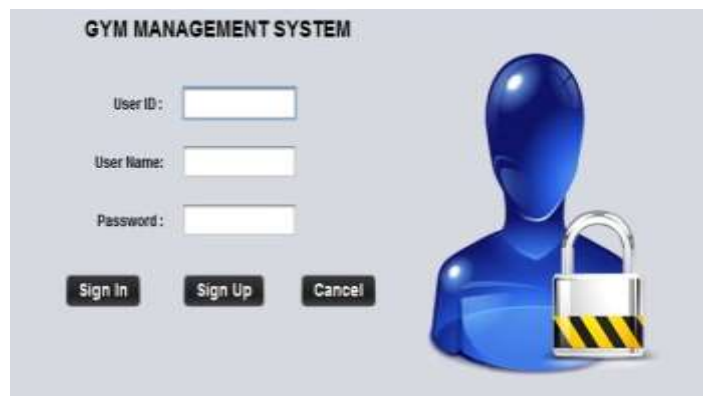 GYM MANAGEMENT SYSTEM
User ID :
User Name:
Password :
Sign In Sign Up Cancel